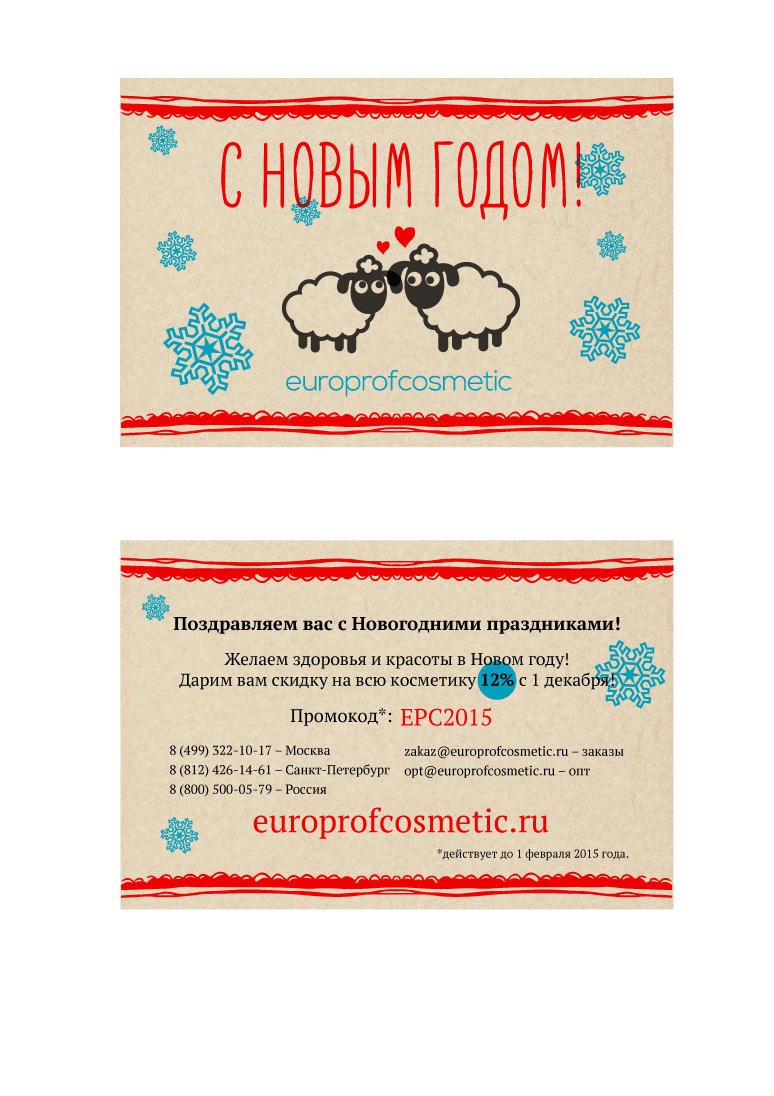 С НОВЫМ ГОДОМ!
europrofcosmetic
Поздравляем вас с Новогодними праздниками!
Желаем здоровья и красоты в Новом году!
Дарим вам скидку на всю косметику 12% с 1 декабря!
Промокод*: EPC2015
8 (499) 322-10-17 – Москва
8 (812) 426-14-61 – Санкт-Петербург
8 (800) 500-05-79 – Россия
zakaz@europrofcosmetic.ru – заказы
opt@europrofcosmetic.ru – опт
europrofcosmetic.ru
*действует до 1 февраля 2015 года.